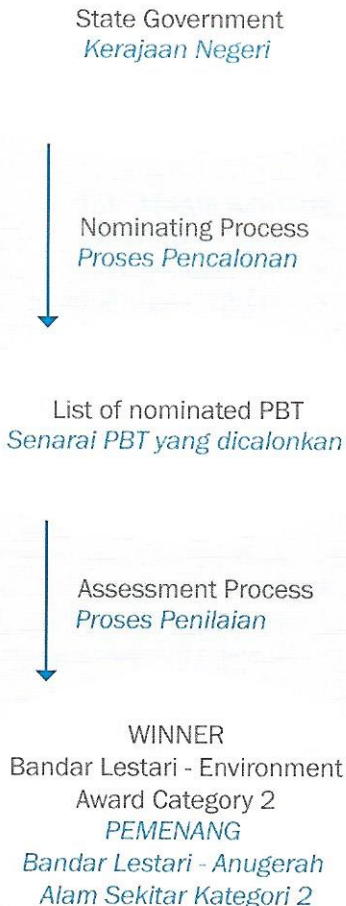 State Government
Kerajaan Negeri
Nominating Process
Proses Pencalonan
List of nominated PBT
Senarai PBT yang dicalonkan
Assessment Process
Proses Penilaian
WINNER
Bandar Lestari - Environment
Award Category 2
PEMENANG
Bandar Lestari - Anugerah
Alam Sekitar Kategori 2